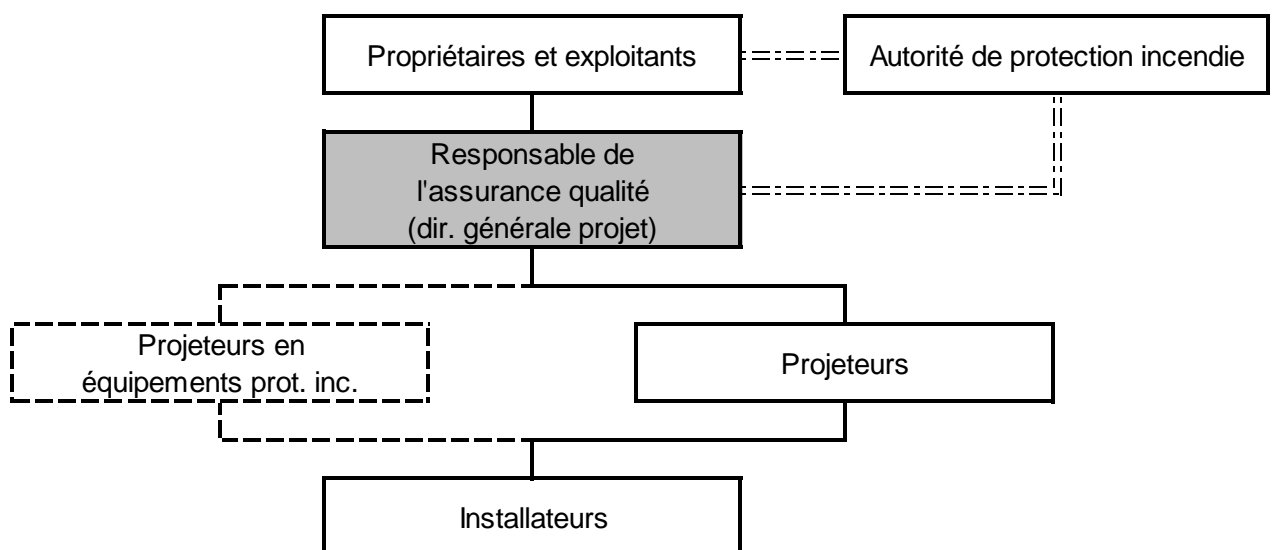 Propriétaires et exploitants
Autorité de protection incendie
Responsable de
l'assurance qualité
(dir. générale projet)
Projeteurs en
équipements prot. inc.
Projeteurs
Installateurs